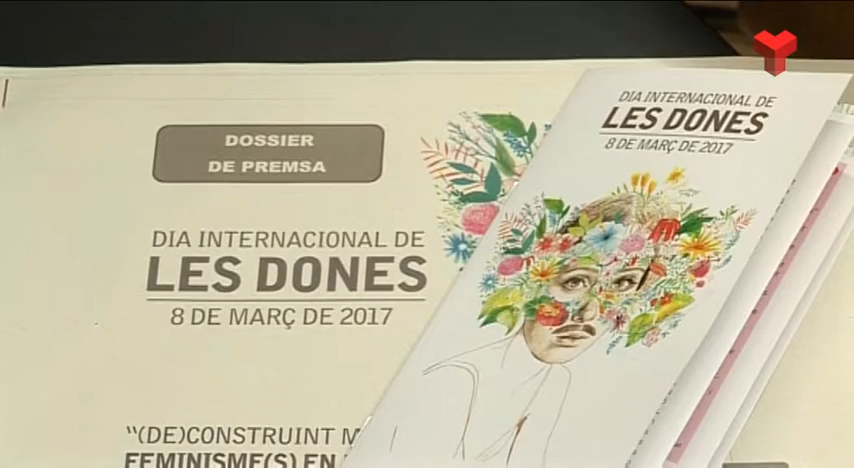 DOSSIER
DE PREMSA
DIA INTERNACIONAL DE
LES DONES
8 DE MARÇ DE 2017
“(DE)CONSTRUINT
FEMINISME(S) EN
DIA INTERNACIONAL DE
LES DONES
8 DE MARÇ DE 2017